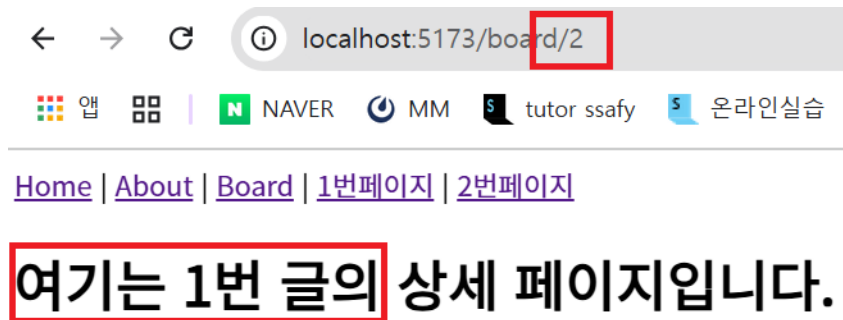 localhost:5173/board/2
앱 NAVER MM tutor ssafy 온라인실습
Home | About | Board | 1번페이지 | 2번페이지
여기는 1번 글의 상세 페이지입니다.